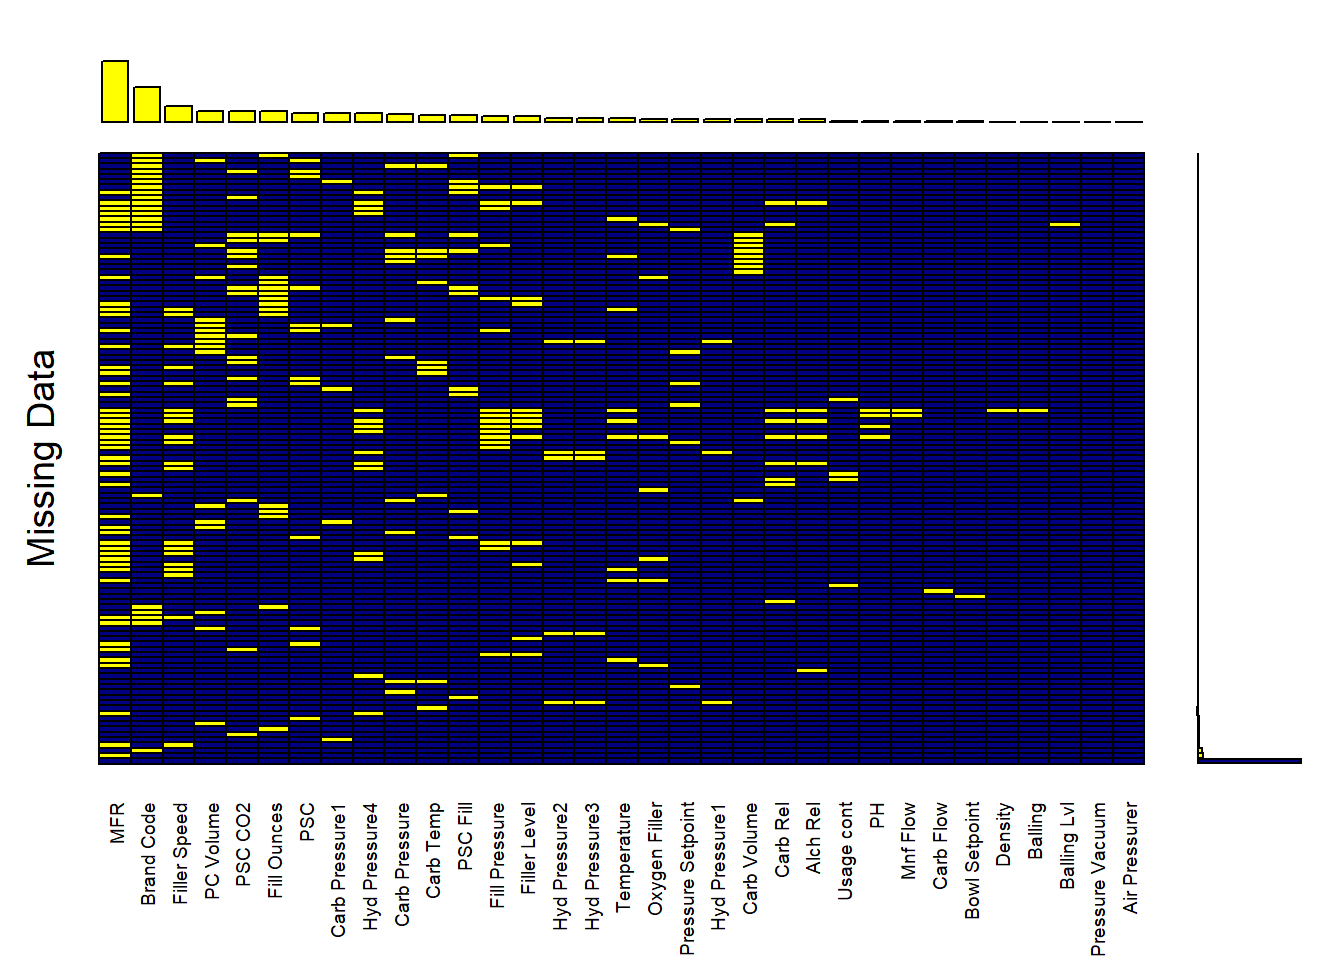 Missing Data
MFR
Brand Code
Filler Speed
PC Volume
PSC CO2
Fill Ounces
PSC
Carb Pressure1
Hyd Pressure4
Carb Pressure
Carb Temp
PSC Fill
Fill Pressure
Filler Level
Hyd Pressure2
Hyd Pressure3
Temperature
Oxygen Filler
Pressure Setpoint
Hyd Pressure1
Carb Volume
Carb Rel
Alch Rel
Usage cont
PH
Mnf Flow
Carb Flow
Bowl Setpoint
Density
Balling
Balling Lvl
Pressure Vacuum
Air Pressurer